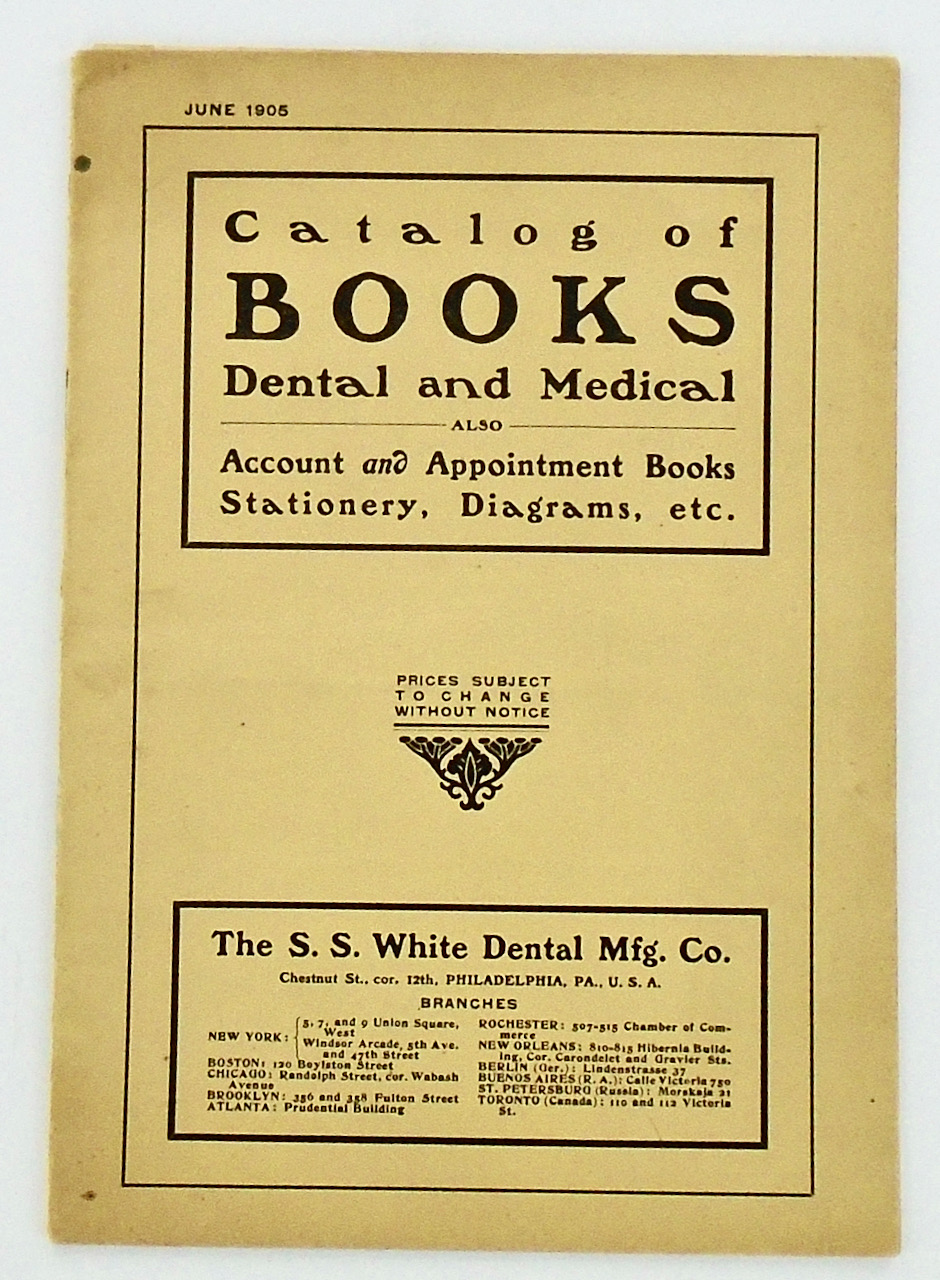 JUNE 1905
Catalog of
BOOKS
Dental and Medical
ALSO
Account and Appointment Books
Stationery, Diagrams, etc.
PRICES SUBJECT
TO CHANGE
WITHOUT NOTICE
The S. S. White Dental Mfg. Co.
Chestnut St., cor. 12th, PHILADELPHIA, PA., U. S. A.
BRANCHES
NEW YORK: 5, 7, and 9 Union Square,
West
Windsor Arcade, 5th Ave.
and 47th Street
BOSTON: 120 Boylston Street
CHICAGO: Randolph Street, cor. Wabash
Avenue
BROOKLYN: 356 and 358 Fulton Street
ATLANTA: Prudential Building
ROCHESTER: 507-515 Chamber of Com-
merce
NEW ORLEANS: 810-815 Hibernia Build-
ing, Cor. Carondelet and Gravier Sts.
BERLIN (Ger.): Lindenstrasse 37
BUENOS AIRES (R. A.): Calle Victoria 750
ST. PETERSBURG (Russia): Morskaja 21
TORONTO (Canada): 110 and 112 Victoria
St.